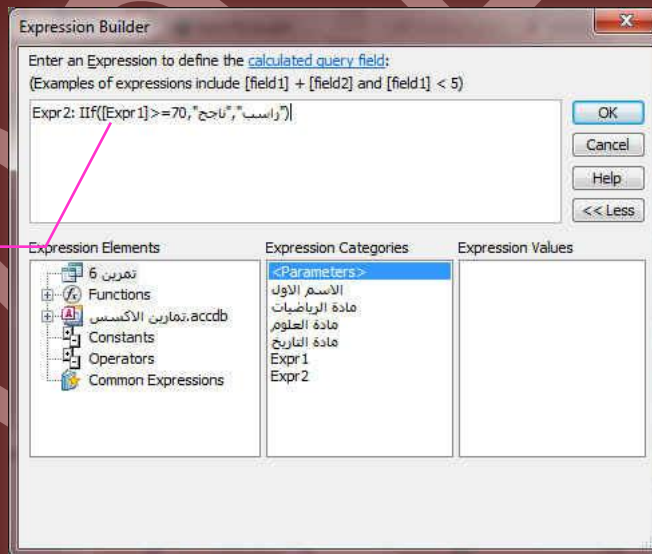 Expression Builder
Enter an Expression to define the calculated query field:
(Examples of expressions include [field1] + [field2] and [field1] < 5)
Expr2: IIf([Expr1]>=70,"ناجح","راسب")
OK
Cancel
Help
<< Less
Expression Elements
تمرين 6
Functions
تمارين الاكسس.accdb
Constants
Operators
Common Expressions
Expression Categories
<Parameters>
الاسم الاول
مادة الرياضيات
مادة العلوم
مادة التاريخ
Expr1
Expr2
Expression Values